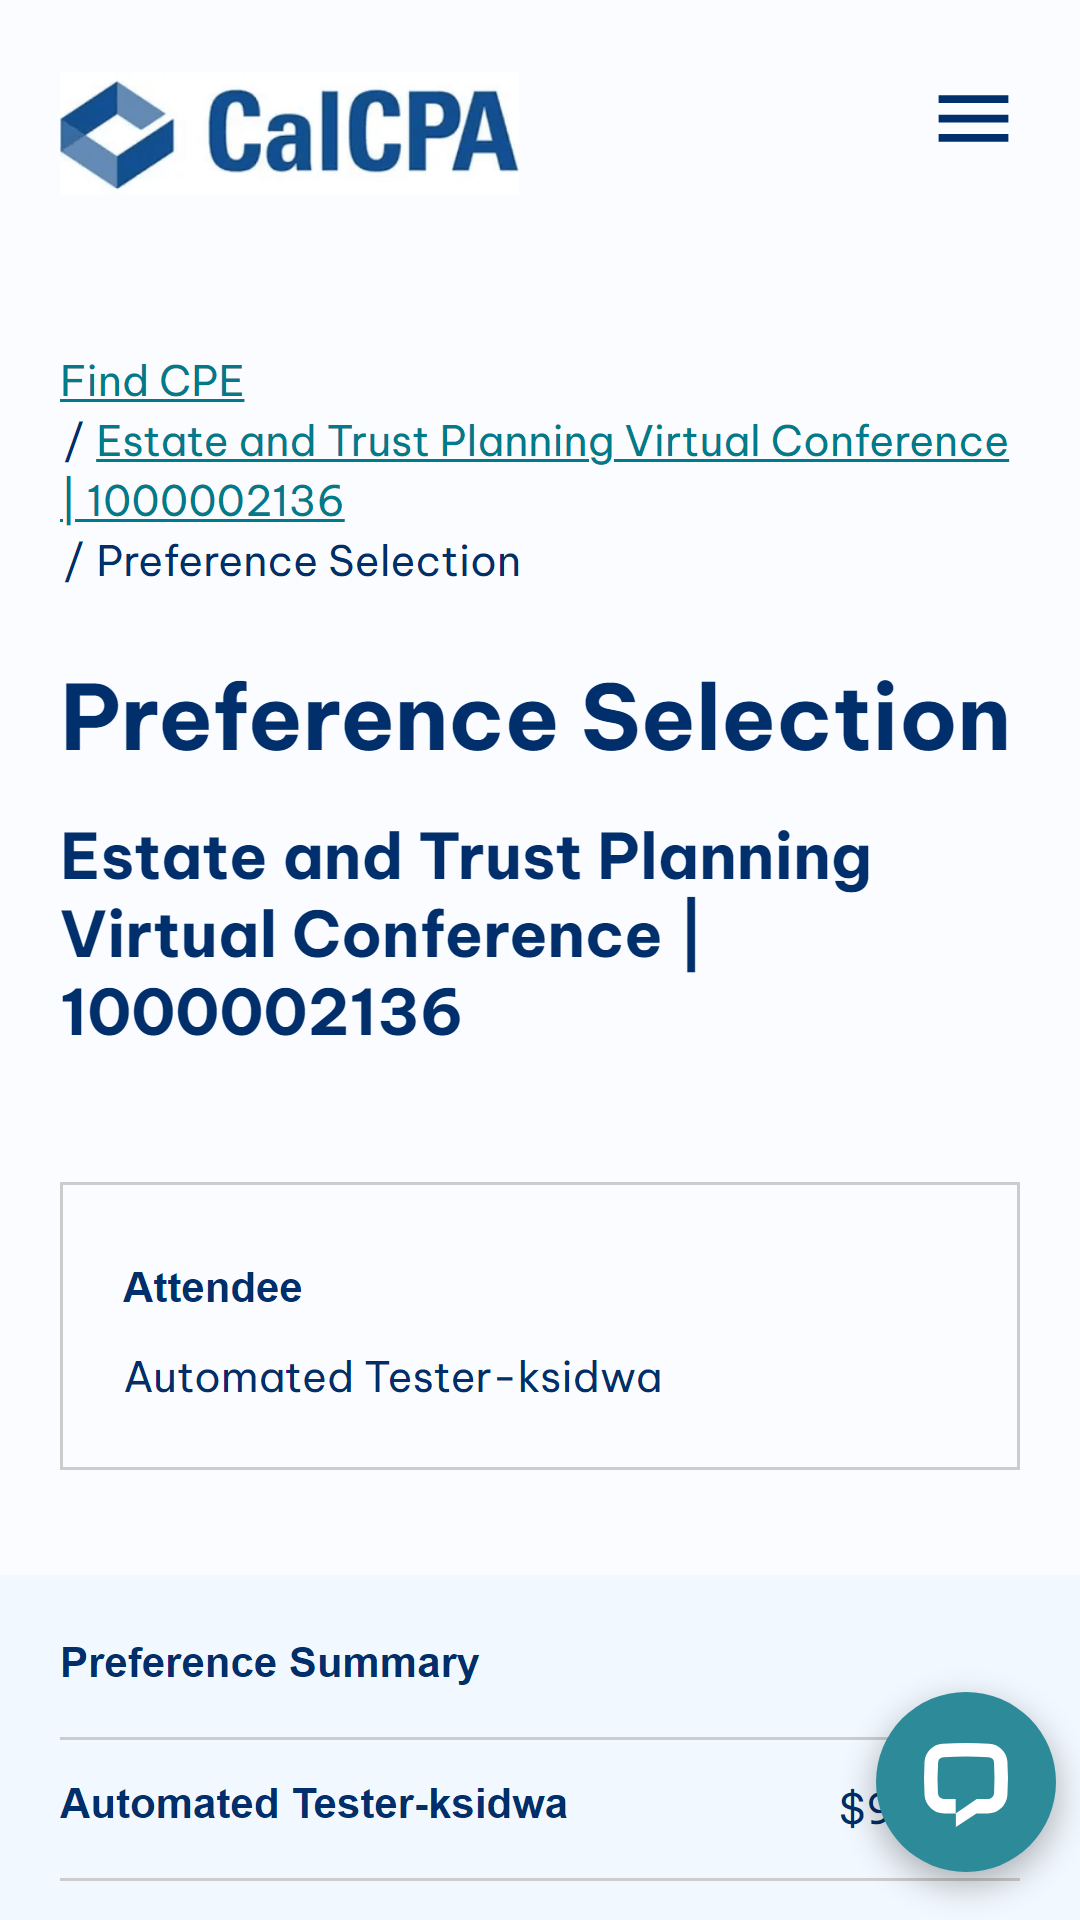 CalCPA
Find CPE
/ Estate and Trust Planning Virtual Conference
| 1000002136
/ Preference Selection
Preference Selection
Estate and Trust Planning
Virtual Conference |
1000002136
Attendee
Automated Tester-ksidwa
Preference Summary
Automated Tester-ksidwa